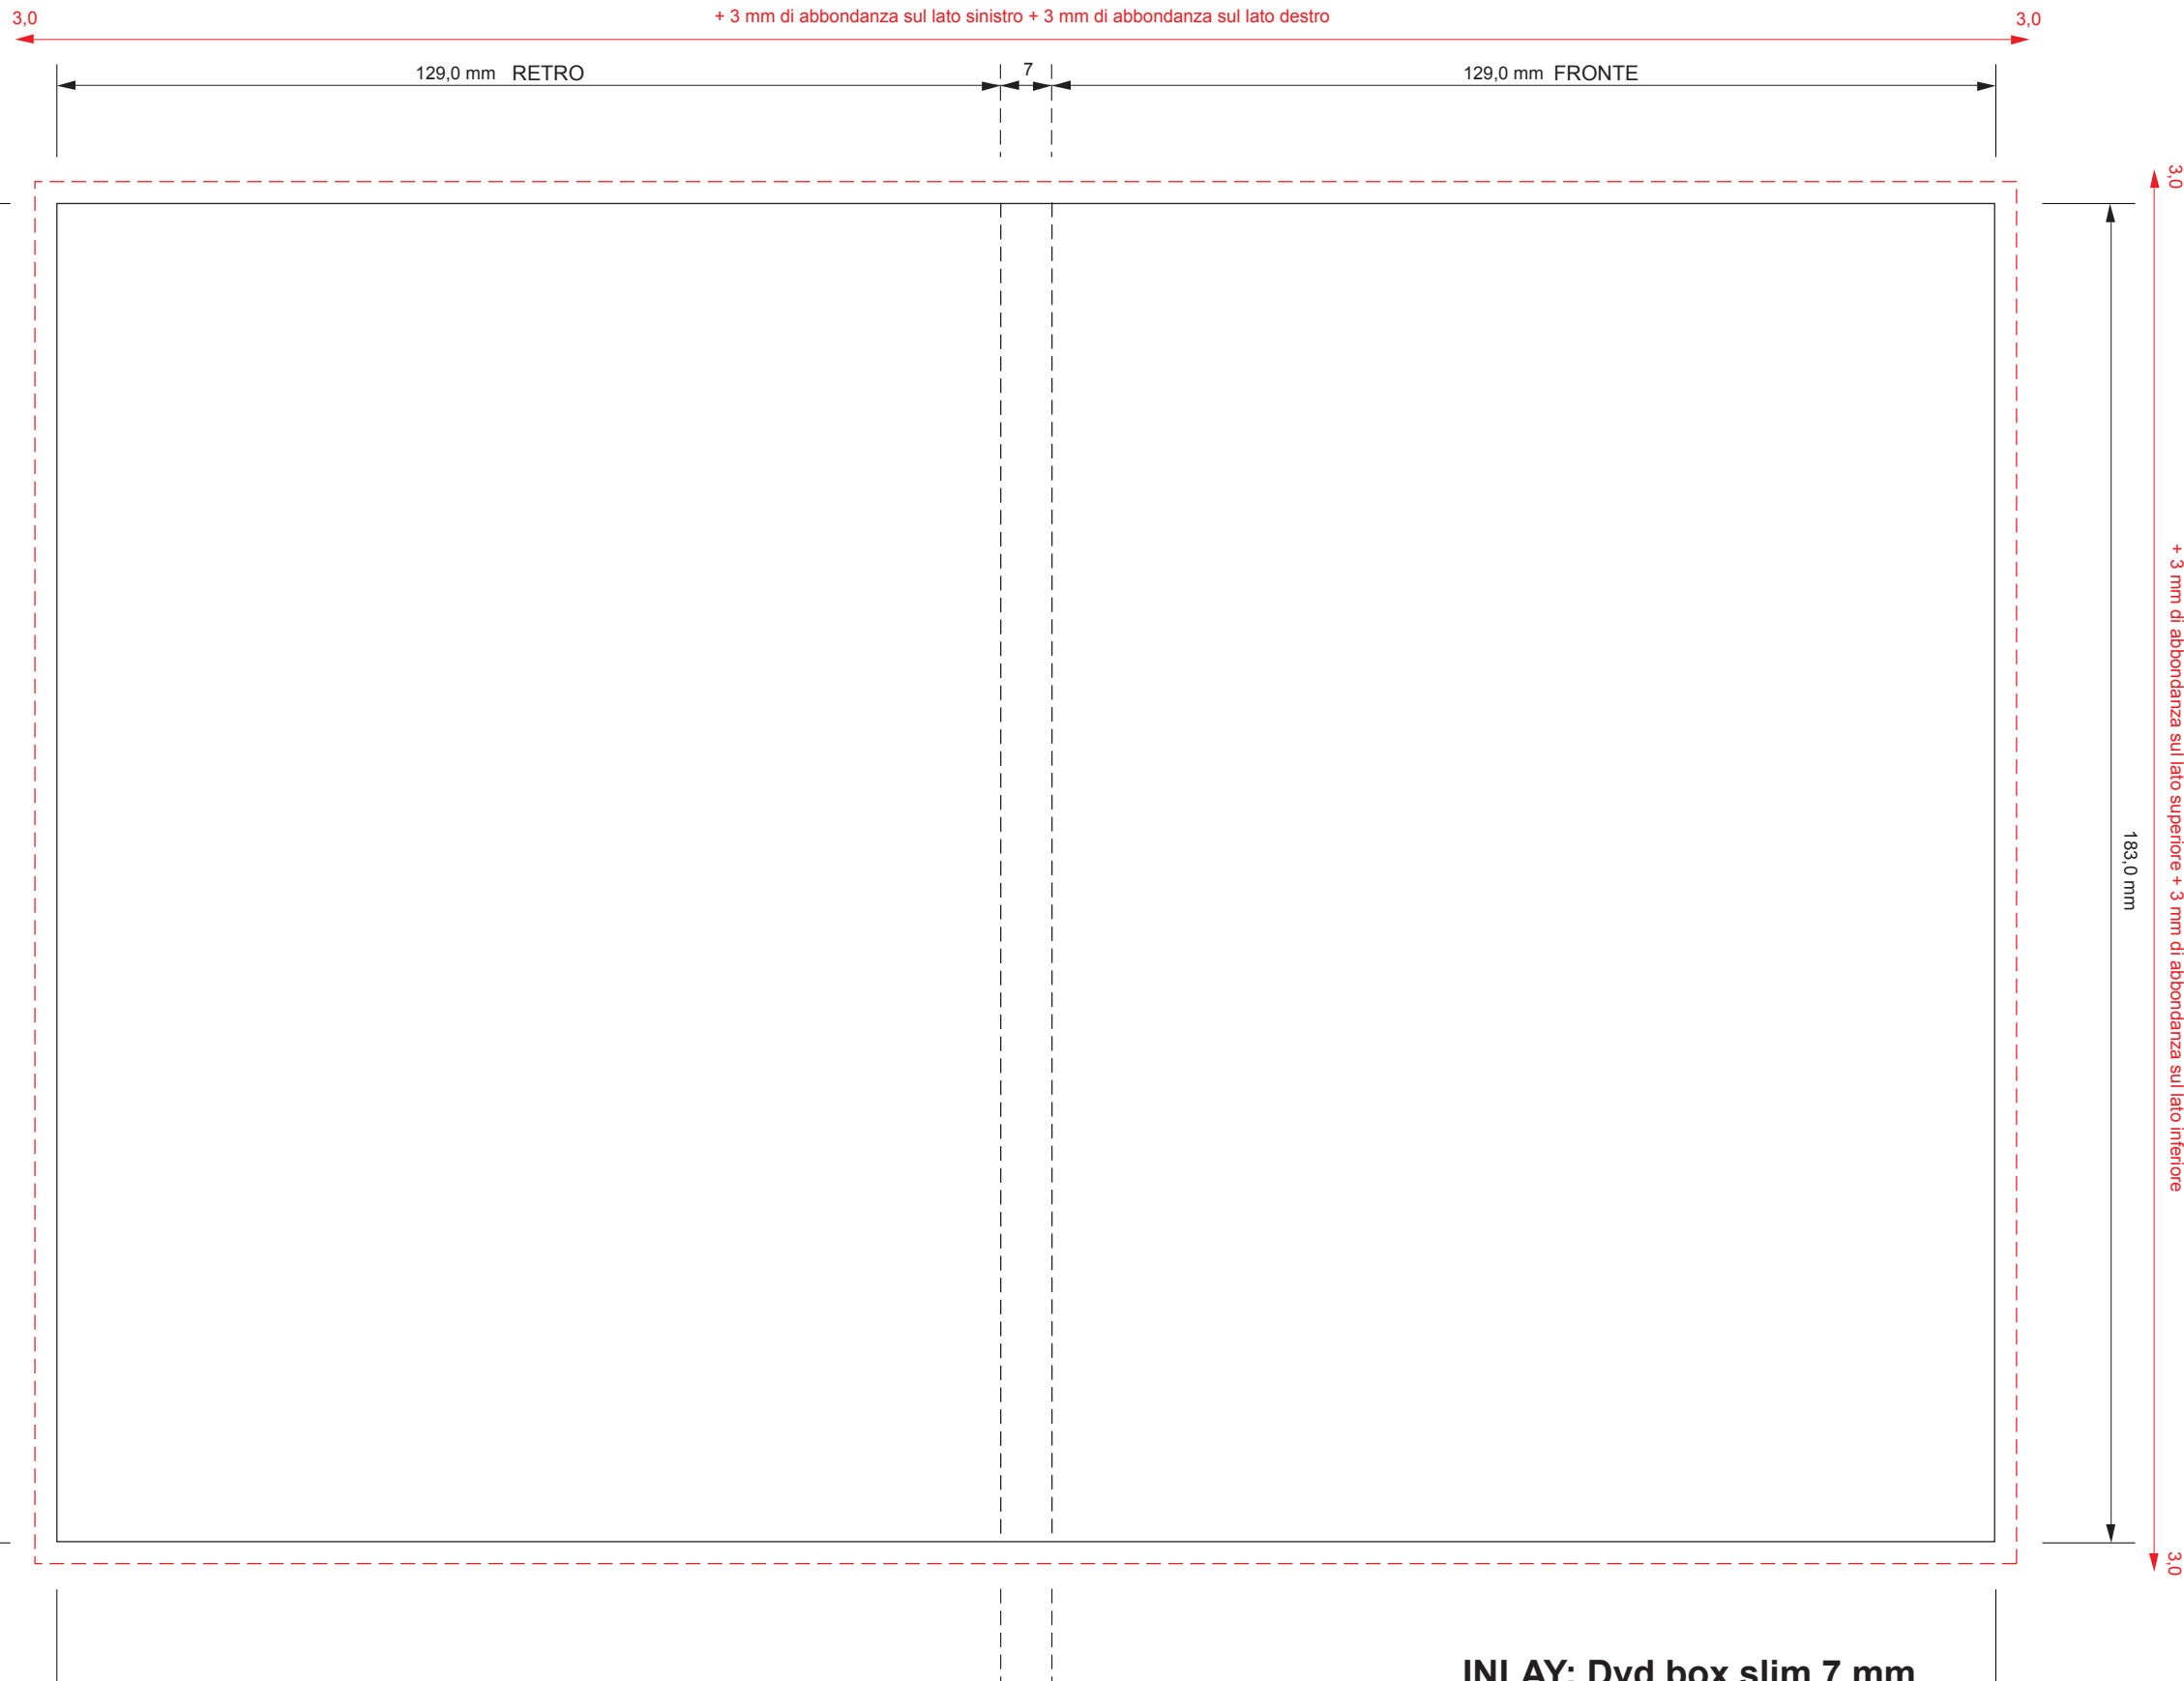 3,0
+ 3 mm di abbondanza sul lato sinistro + 3 mm di abbondanza sul lato destro
3,0
129,0 mm RETRO
7
129,0 mm FRONTE
3,0
+ 3 mm di abbondanza sul lato superiore + 3 mm di abbondanza sul lato inferiore
183,0 mm
3,0
INLAY: Dvd box slim 7 mm